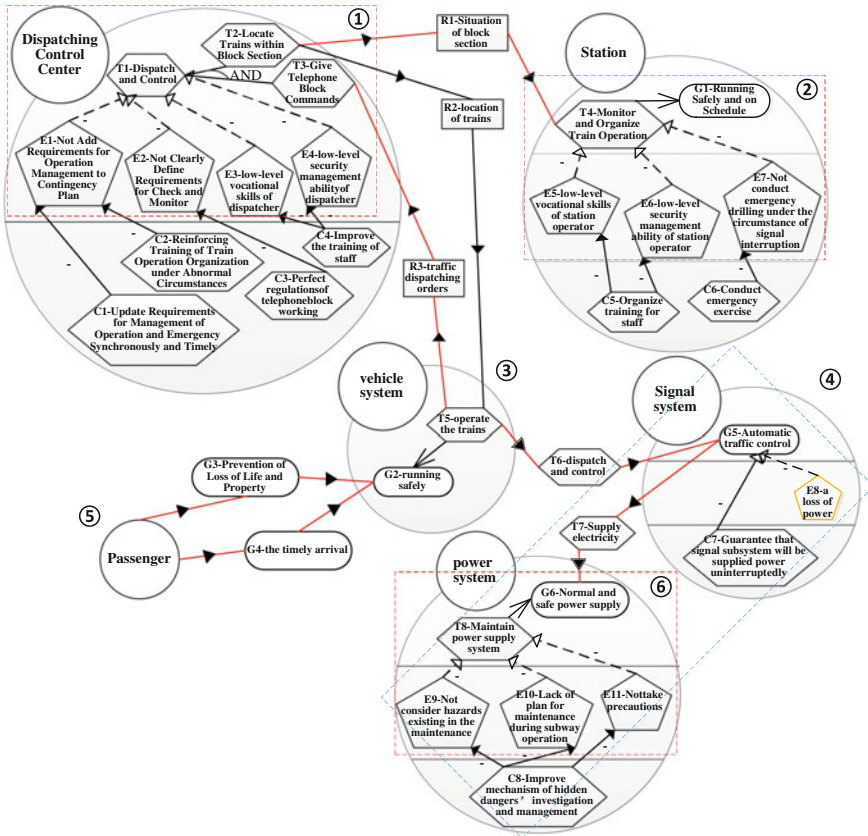 ①
Dispatching
Control
Center
T2-Locate
Trains within
Block Section
T1-Dispatch
and Control
AND
T3-Give
Telephone
Block
Commands
E1-Not Add
Requirements for
Operation
Management to
Contingency
Plan
E2-Not Clearly
Define
Requirements
for Check and
Monitor
E3-low-level
vocational
skills of
dispatcher
E4-low-level
security
management
abilityof
dispatcher
C2-Reinforcing
Training of Train
Operation Organization
under Abnormal
Circumstances
C4-Improve
the training of
staff
C3-Perfect
regulationsof
telephoneblock
working
C1-Update Requirements
for Management of
Operation and Emergency
Synchronously and Timely
R1-Situation
of block
section
R2-location
of trains
R3-traffic
dispatching
orders
Station
②
G1-Running
Safely and on
Schedule
T4-Monitor
and Organize
Train Operation
E5-low-level
vocational skills
of station
operator
E6-low-level
security
management
ability of station
operator
E7-Not
conduct
emergency
drilling under the
circumstance of
signal
interruption
C5-Organize
training for
staff
C6-Conduct
emergency
exercise
③
vehicle
system
T5-operate
the trains
G2-running
safely
④
Signal
system
G5-Automatic
traffic control
E8-a
loss of
power
C7-Guarantee that
signal subsystem will be
supplied power
uninterruptedly
T6-dispatch
and control
T7-Supply
electricity
⑤
Passenger
G3-Prevention of
Loss of Life and
Property
G4-the timely arrival
⑥
power
system
G6-Normal and
safe power supply
T8-Maintain
power supply
system
E9-Not
consider hazards
existing in the
maintenance
E10-Lack of
plan for
maintenance
during subway
operation
E11-Nottake
precautions
C8-Improve
mechanism of hidden
dangers’ investigation
and management